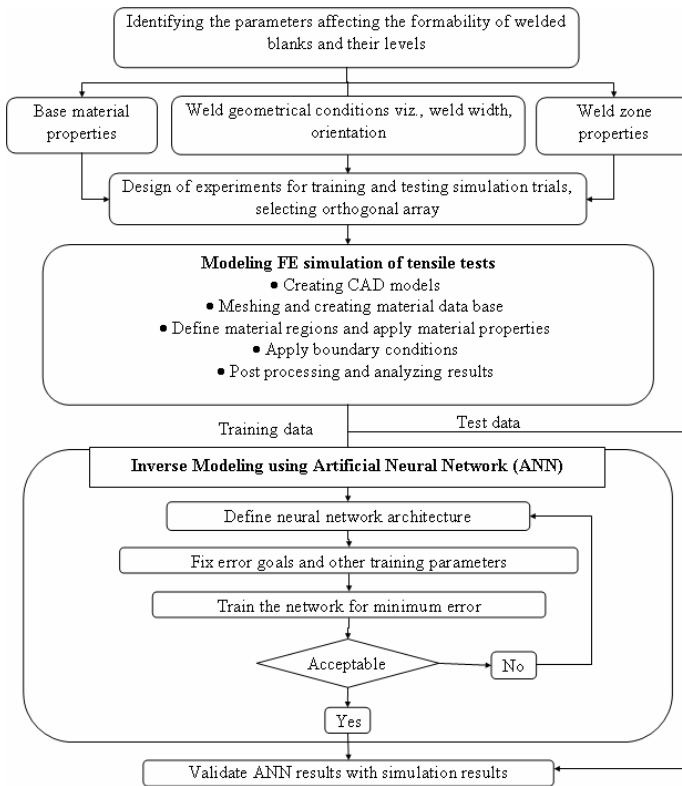 Identifying the parameters affecting the formability of welded
blanks and their levels
Base material
properties
Weld geometrical conditions viz., weld width,
orientation
Weld zone
properties
Design of experiments for training and testing simulation trials,
selecting orthogonal array
Modeling FE simulation of tensile tests
● Creating CAD models
● Meshing and creating material data base
● Define material regions and apply material properties
● Apply boundary conditions
● Post processing and analyzing results
Training data
Test data
Inverse Modeling using Artificial Neural Network (ANN)
Define neural network architecture
Fix error goals and other training parameters
Train the network for minimum error
Acceptable
No
Yes
Validate ANN results with simulation results